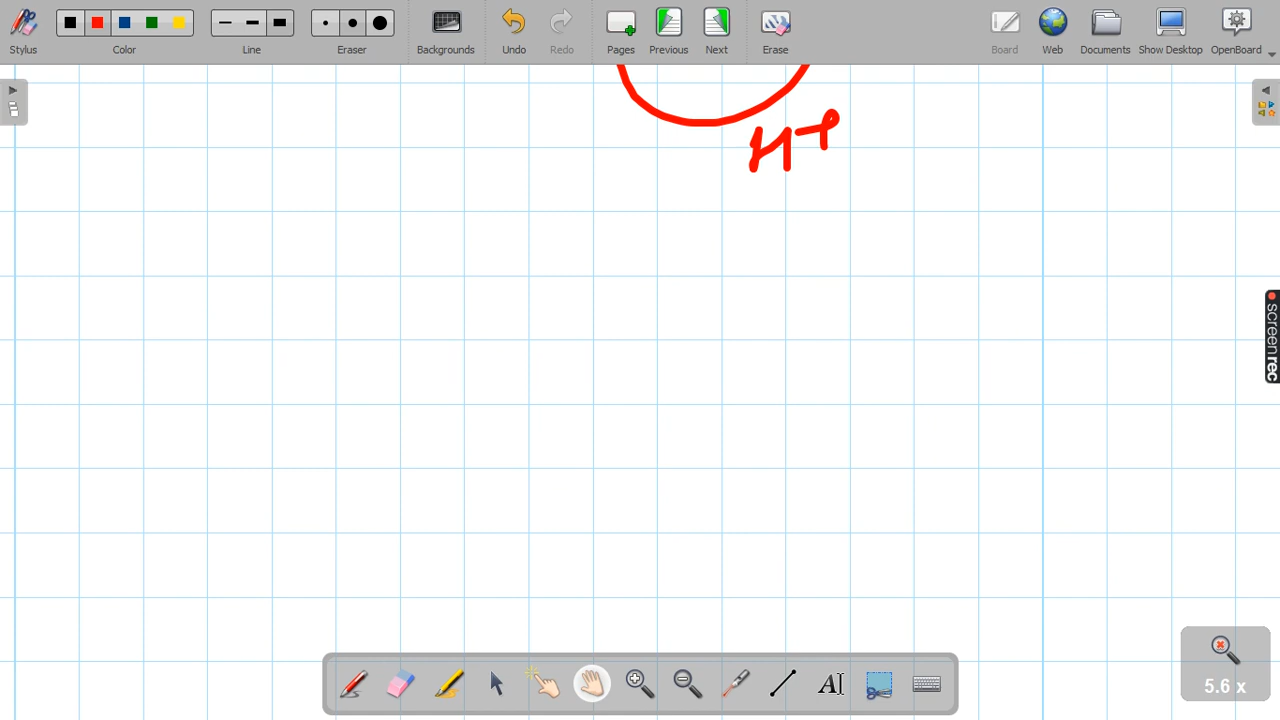 Stylus Color Line Eraser Backgrounds Undo Redo Pages Previous Next Erase Board Web Documents Show Desktop OpenBoard
screenrec
5.6 x